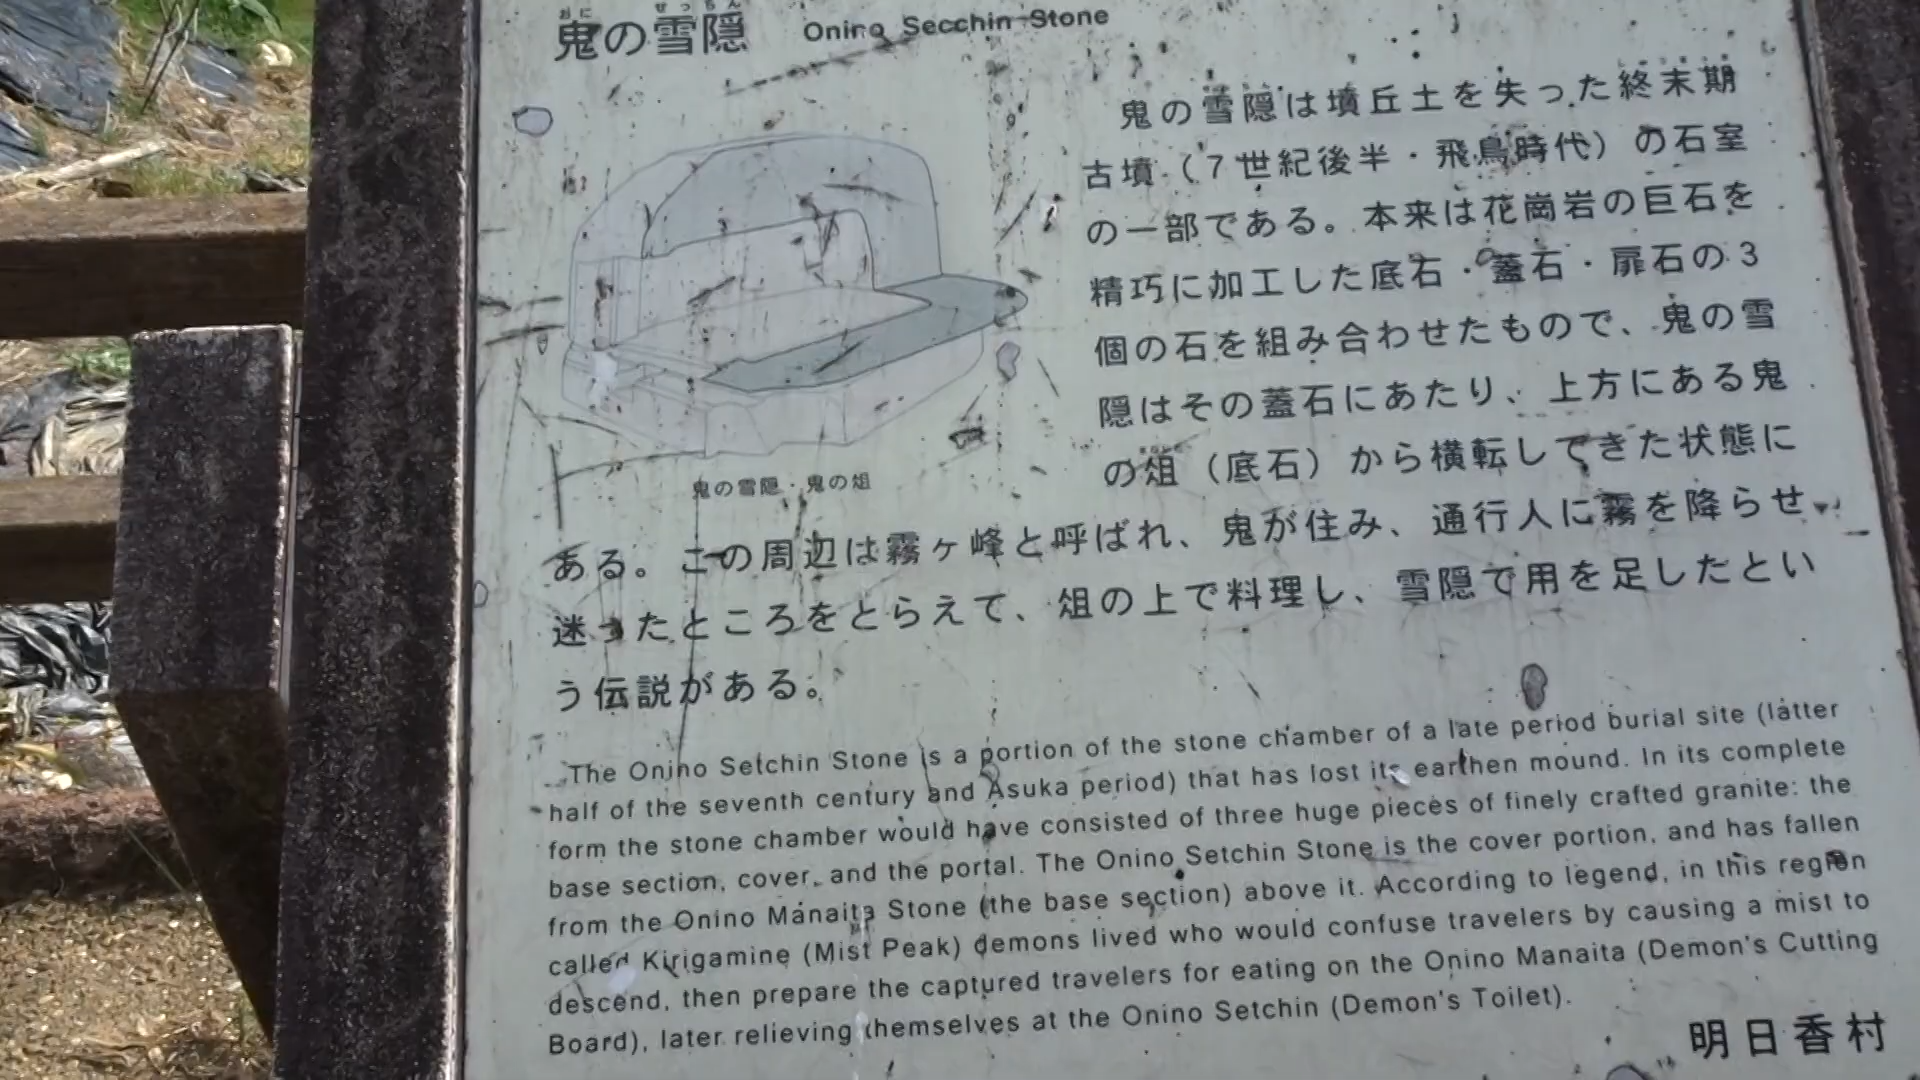 おに せっちん
鬼の雪隠 Onino Secchin Stone
鬼の雪隠は墳丘土を失った終末期
古墳（7世紀後半・飛鳥時代）の石室
の一部である。本来は花崗岩の巨石を
精巧に加工した底石・蓋石・扉石の3
個の石を組み合わせたもので、鬼の雪
隠はその蓋石にあたり、上方にある鬼
の俎（底石）から横転してきた状態に
鬼の雪隠・鬼の俎
ある。この周辺は霧ヶ峰と呼ばれ、鬼が住み、通行人に霧を降らせ
迷ったところをとらえて、俎の上で料理し、雪隠で用を足したとい
う伝説がある。
The Onino Setchin Stone is a portion of the stone chamber of a late period burial site (latter
half of the seventh century and Asuka period) that has lost its earthen mound. In its complete
form the stone chamber would have consisted of three huge pieces of finely crafted granite: the
base section, cover, and the portal. The Onino Setchin Stone is the cover portion, and has fallen
from the Onino Manaita Stone (the base section) above it. According to legend, in this region
called Kirigamine (Mist Peak) demons lived who would confuse travelers by causing a mist to
descend, then prepare the captured travelers for eating on the Onino Manaita (Demon's Cutting
Board), later relieving themselves at the Onino Setchin (Demon's Toilet).
明日香村